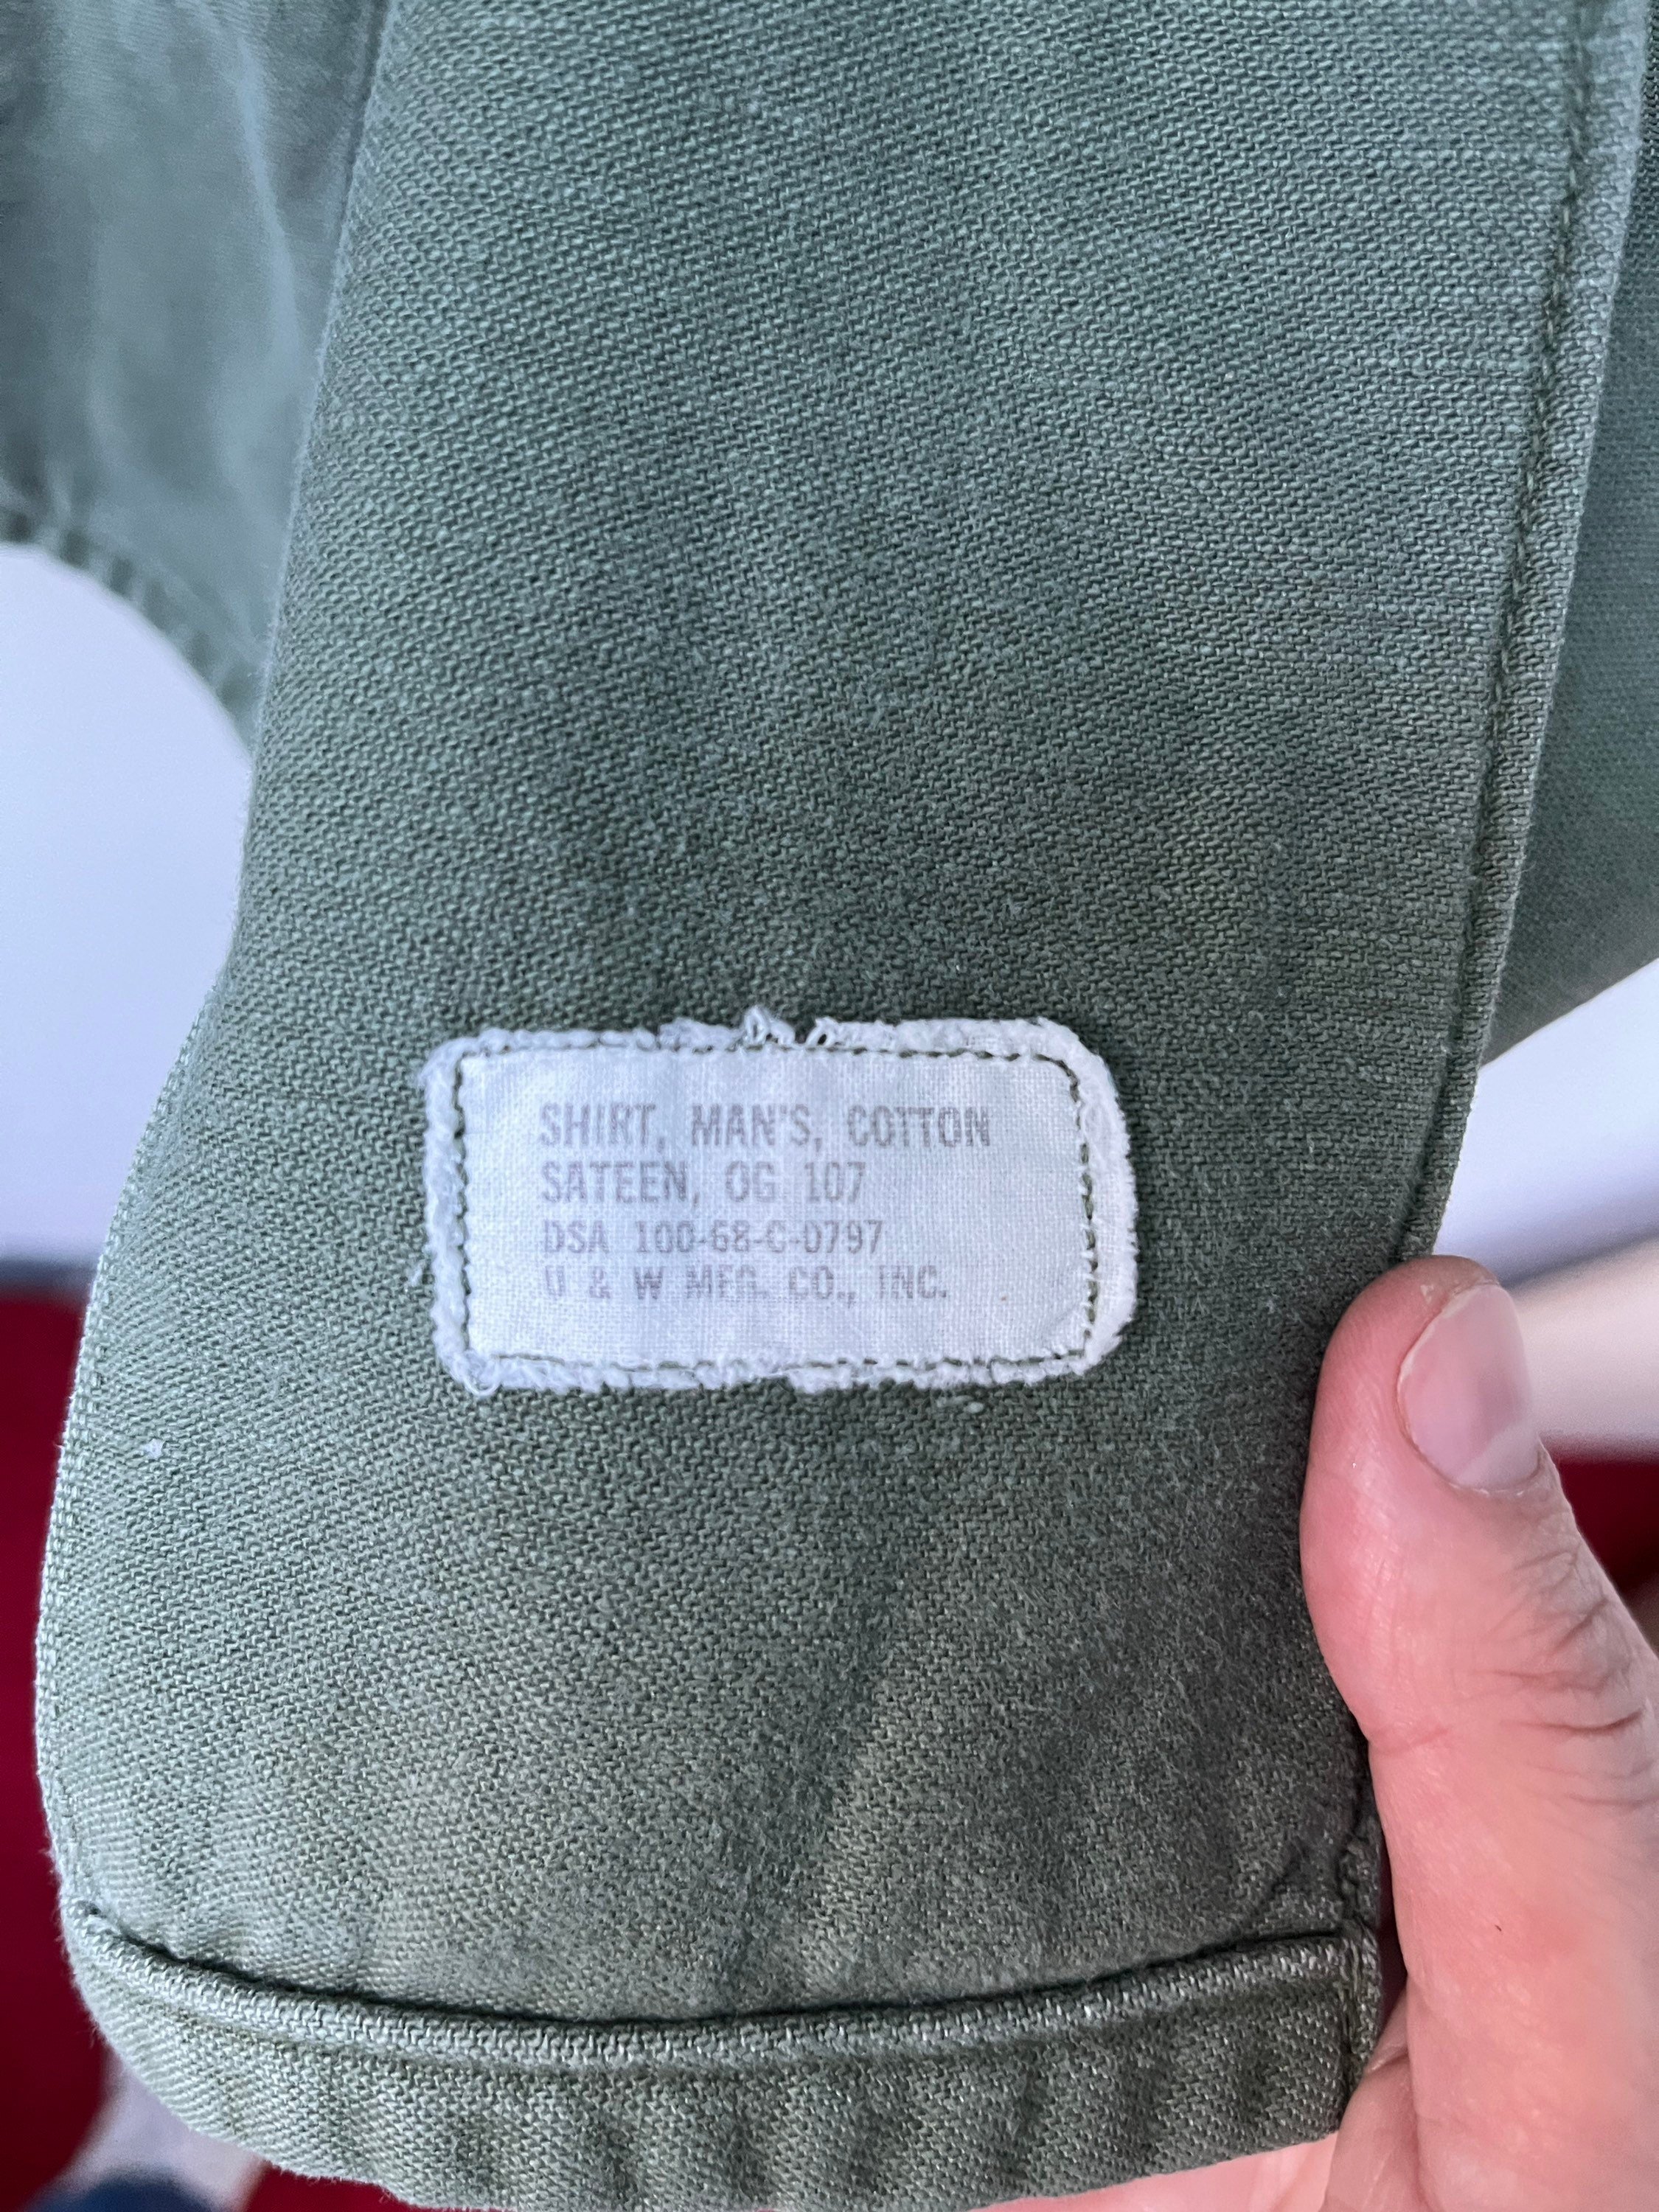 SHIRT, MAN'S, COTTON
SATEEN, OG 107
DSA 100-68-C-0797
U & W MFG. CO., INC.